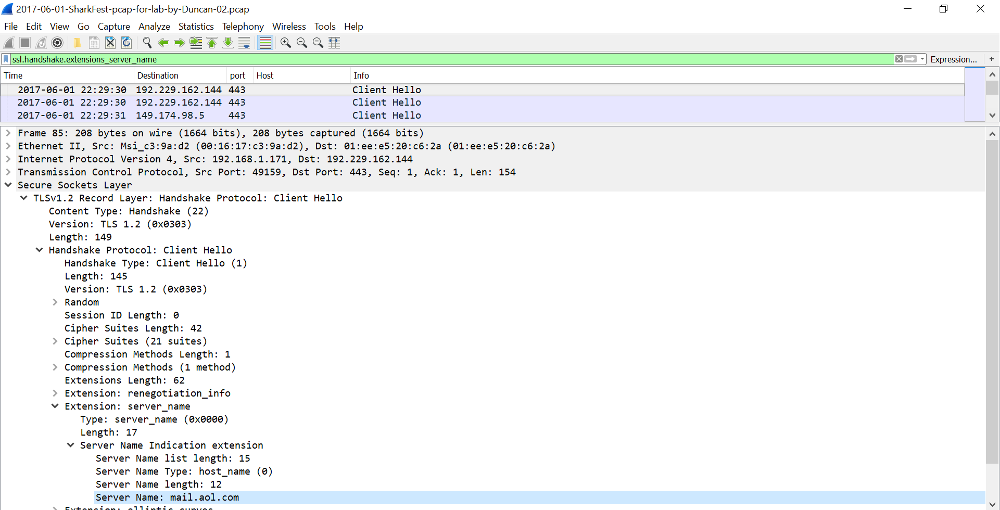 2017-06-01-SharkFest-pcap-for-lab-by-Duncan-02.pcap
File Edit View Go Capture Analyze Statistics Telephony Wireless Tools Help
ssl.handshake.extensions_server_name Expression... +
Time Destination port Host Info
2017-06-01 22:29:30 192.229.162.144 443 Client Hello
2017-06-01 22:29:30 192.229.162.144 443 Client Hello
2017-06-01 22:29:31 149.174.98.5 443 Client Hello
Frame 85: 208 bytes on wire (1664 bits), 208 bytes captured (1664 bits)
Ethernet II, Src: Msi_c3:9a:d2 (00:16:17:c3:9a:d2), Dst: 01:ee:e5:20:c6:2a (01:ee:e5:20:c6:2a)
Internet Protocol Version 4, Src: 192.168.1.171, Dst: 192.229.162.144
Transmission Control Protocol, Src Port: 49159, Dst Port: 443, Seq: 1, Ack: 1, Len: 154
Secure Sockets Layer
TLSv1.2 Record Layer: Handshake Protocol: Client Hello
Content Type: Handshake (22)
Version: TLS 1.2 (0x0303)
Length: 149
Handshake Protocol: Client Hello
Handshake Type: Client Hello (1)
Length: 145
Version: TLS 1.2 (0x0303)
Random
Session ID Length: 0
Cipher Suites Length: 42
Cipher Suites (21 suites)
Compression Methods Length: 1
Compression Methods (1 method)
Extensions Length: 62
Extension: renegotiation_info
Extension: server_name
Type: server_name (0x0000)
Length: 17
Server Name Indication extension
Server Name list length: 15
Server Name Type: host_name (0)
Server Name length: 12
Server Name: mail.aol.com
Extension: elliptic_curves